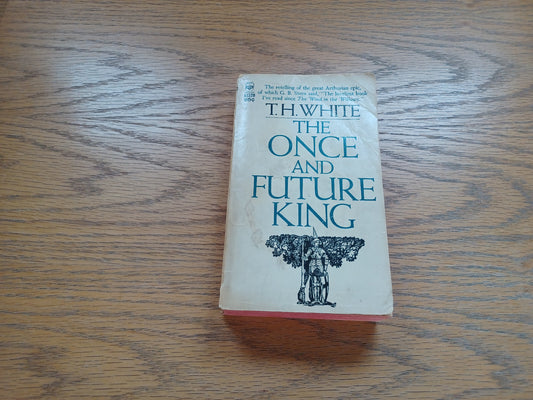 The retelling of the great Arthurian epic,
of which G. B. Stern said, "The loveliest book
I've read since The Wind in the Willows."
T.H. WHITE
THE
ONCE
AND
FUTURE
KING